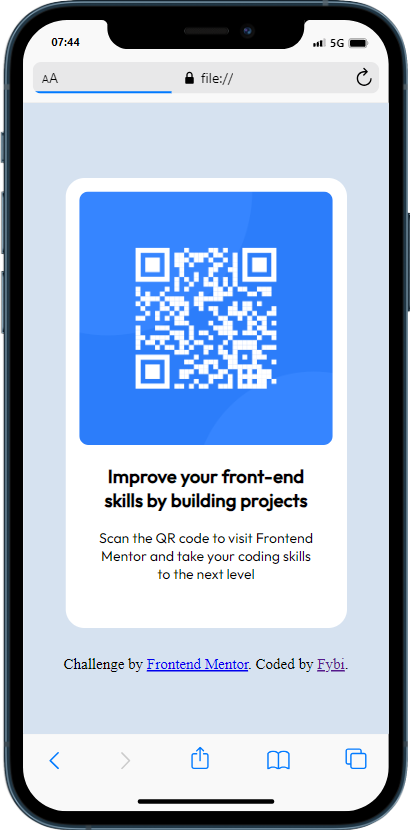 07:44
5G
AA
file://
Improve your front-end
skills by building projects
Scan the QR code to visit Frontend
Mentor and take your coding skills
to the next level
Challenge by Frontend Mentor. Coded by Fybi.